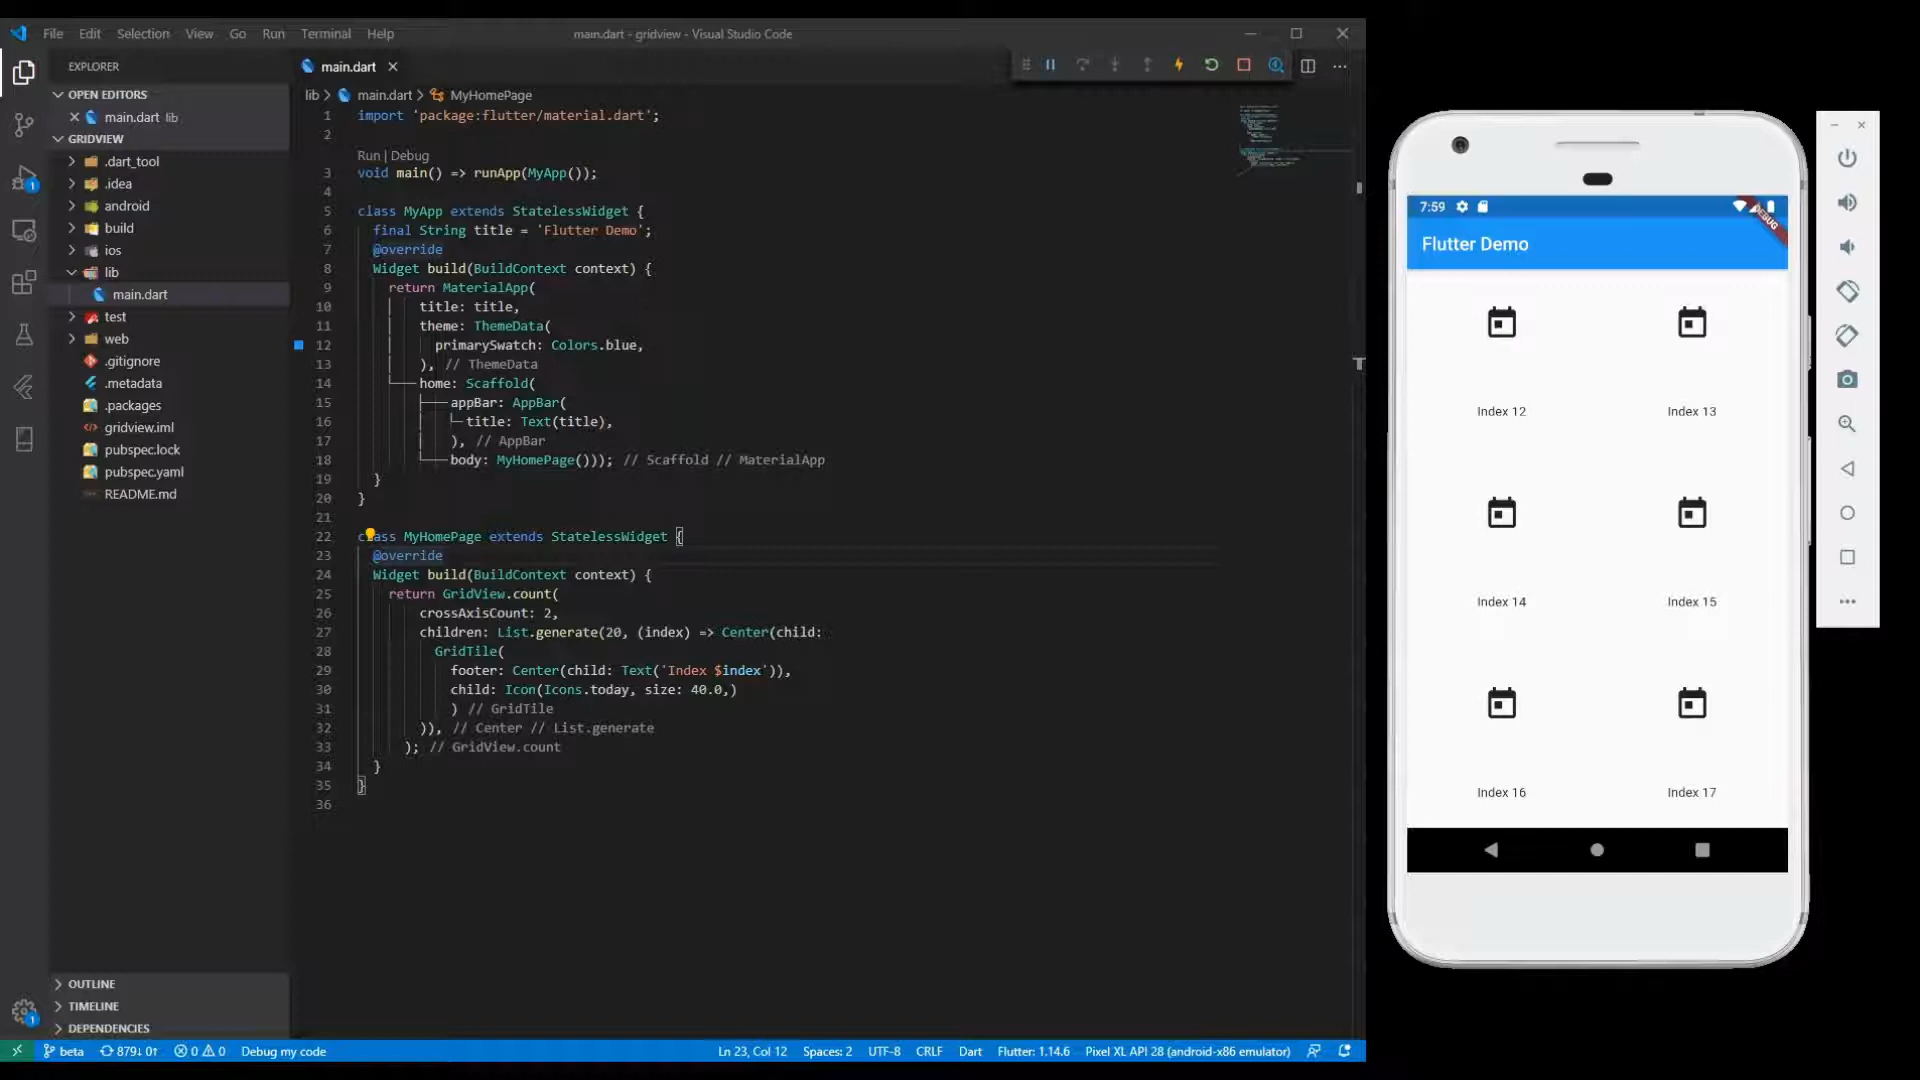 File Edit Selection View Go Run Terminal Help
main.dart - gridview - Visual Studio Code
EXPLORER
OPEN EDITORS
main.dart lib
GRIDVIEW
.dart_tool
.idea
android
build
ios
lib
main.dart
test
web
.gitignore
.metadata
.packages
gridview.iml
pubspec.lock
pubspec.yaml
README.md
OUTLINE
TIMELINE
DEPENDENCIES
main.dart
lib > main.dart > MyHomePage
1 import 'package:flutter/material.dart';
2
Run | Debug
3 void main() => runApp(MyApp());
4
5 class MyApp extends StatelessWidget {
6 final String title = 'Flutter Demo';
7 @override
8 Widget build(BuildContext context) {
9 return MaterialApp(
10 title: title,
11 theme: ThemeData(
12 primarySwatch: Colors.blue,
13 ), // ThemeData
14 home: Scaffold(
15 appBar: AppBar(
16 title: Text(title),
17 ), // AppBar
18 body: MyHomePage())); // Scaffold // MaterialApp
19 }
20 }
21
22 class MyHomePage extends StatelessWidget {
23 @override
24 Widget build(BuildContext context) {
25 return GridView.count(
26 crossAxisCount: 2,
27 children: List.generate(20, (index) => Center(child:
28 GridTile(
29 footer: Center(child: Text('Index $index')),
30 child: Icon(Icons.today, size: 40.0,)
31 ) // GridTile
32 )), // Center // List.generate
33 ); // GridView.count
34 }
35 }
36
1
1
beta 879↓ 0↑ 0 0 Debug my code
Ln 23, Col 12 Spaces: 2 UTF-8 CRLF Dart Flutter: 1.14.6 Pixel XL API 28 (android-x86 emulator)
7:59
DEBUG
Flutter Demo
Index 12 Index 13
Index 14 Index 15
Index 16 Index 17